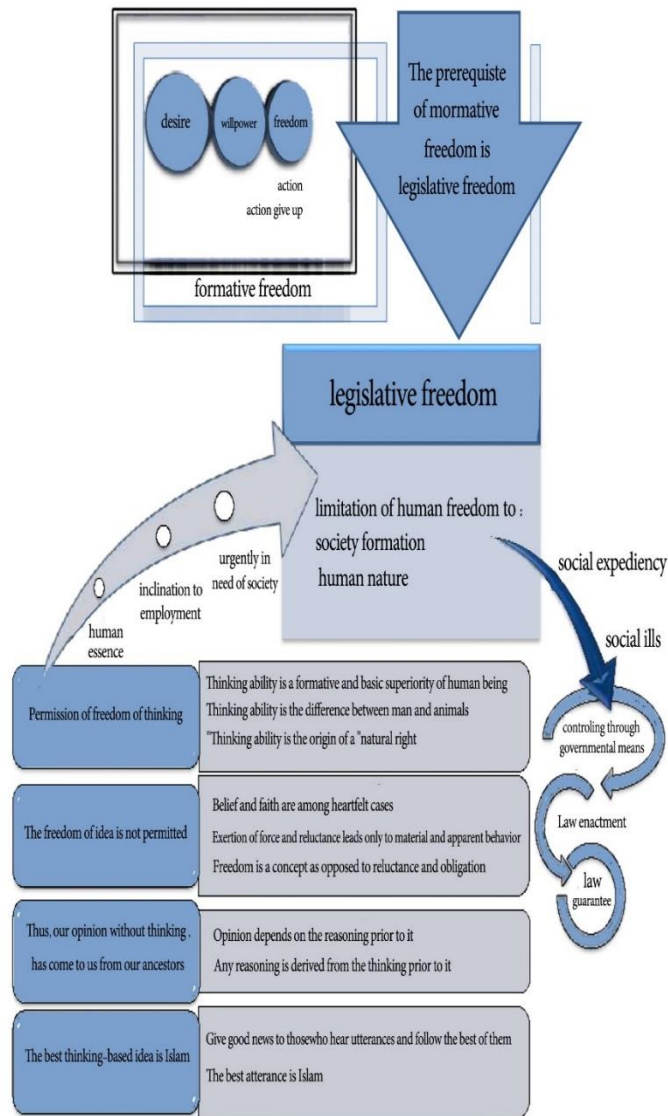 desire
willpower
freedom
action
action give up
formative freedom
The prerequiste
of mormative
freedom is
legislative freedom
legislative freedom
limitation of human freedom to :
society formation
human nature
human
essence
inclination to
employment
urgently in
need of society
social expediency
social ills
controling through
governmental means
Law enactment
law
guarantee
Permission of freedom of thinking
Thinking ability is a formative and basic superiority of human being
Thinking ability is the difference between man and animals
"Thinking ability is the origin of a "natural right
The freedom of idea is not permitted
Belief and faith are among heartfelt cases
Exertion of force and reluctance leads only to material and apparent behavior
Freedom is a concept as opposed to reluctance and obligation
Thus, our opinion without thinking ,
has come to us from our ancestors
Opinion depends on the reasoning prior to it
Any reasoning is derived from the thinking prior to it
The best thinking-based idea is Islam
Give good news to thosewho hear utterances and follow the best of them
The best atterance is Islam